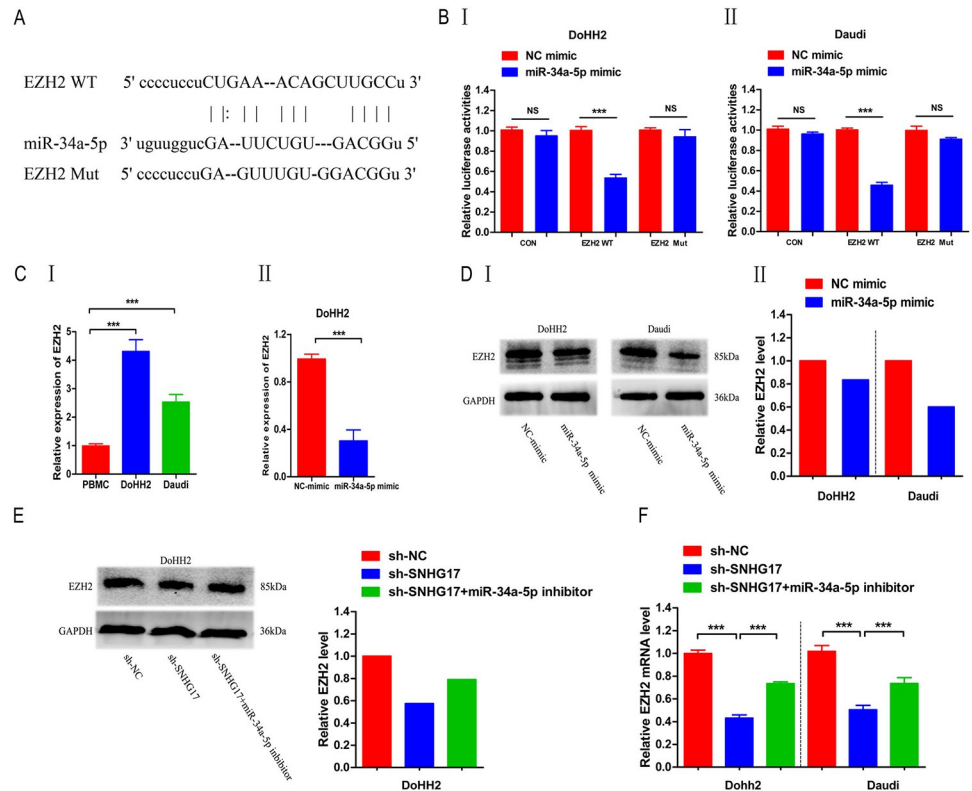 A
EZH2 WT 5' ccccuccuCUGAA--ACAGCUUGCCu 3'
||: || ||| ||||
miR-34a-5p 3' uguuggucGA--UUCUGU---GACGGu 5'
EZH2 Mut 5' ccccuccuGA--GUUUGU-GGACGGu 3'
B I
DoHH2
NC mimic
miR-34a-5p mimic
Relative luciferase activities
1.4
1.2
1.0
0.8
0.6
0.4
0.2
0.0
NS
***
NS
CON
EZH2 WT
EZH2 Mut
II
Daudi
NC mimic
miR-34a-5p mimic
Relative luciferase activities
1.4
1.2
1.0
0.8
0.6
0.4
0.2
0.0
NS
***
NS
CON
EZH2 WT
EZH2 Mut
C I
Relative expression of EZH2
5
4
3
2
1
0
***
***
PBMC
DoHH2
Daudi
II
DoHH2
Relative expression of EZH2
1.2
0.8
0.4
0
***
NC-mimic
miR-34a-5p mimic
D I
DoHH2
Daudi
EZH2
85kDa
GAPDH
36kDa
NC-mimic
miR-34a-5p mimic
NC-mimic
miR-34a-5p mimic
II
NC mimic
miR-34a-5p mimic
Relative EZH2 level
1.4
1.2
1.0
0.8
0.6
0.4
0.2
0.0
DoHH2
Daudi
E
DoHH2
EZH2
85kDa
GAPDH
36kDa
sh-NC
sh-SNHG17
sh-SNHG17+miR-34a-5p inhibitor
sh-NC
sh-SNHG17
sh-SNHG17+miR-34a-5p inhibitor
Relative EZH2 level
1.4
1.2
1.0
0.8
0.6
0.4
0.2
0.0
DoHH2
F
sh-NC
sh-SNHG17
sh-SNHG17+miR-34a-5p inhibitor
Relative EZH2 mRNA level
1.4
1.2
1.0
0.8
0.6
0.4
0.2
0.0
***
***
***
***
Dohh2
Daudi